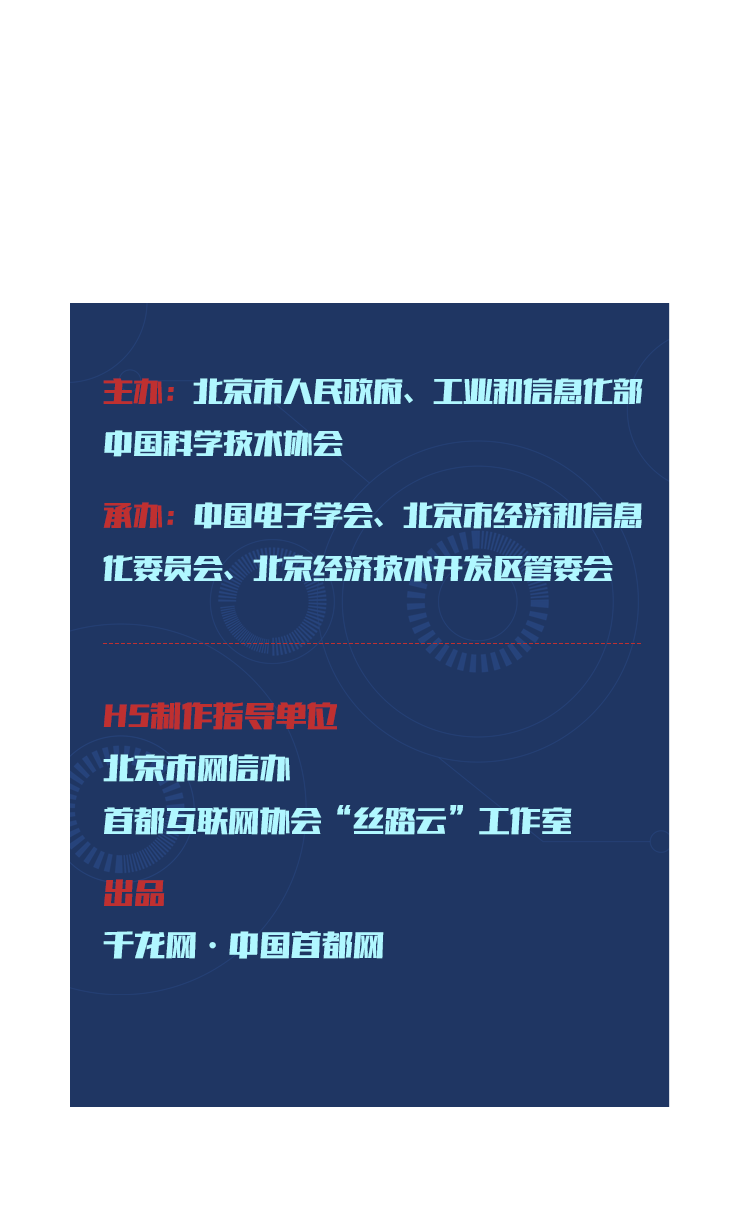 主办：北京市人民政府、工业和信息化部
中国科学技术协会
承办：中国电子学会、北京市经济和信息
化委员会、北京经济技术开发区管委会
H5制作指导单位
北京市网信办
首都互联网协会“丝路云”工作室
出品
千龙网·中国首都网